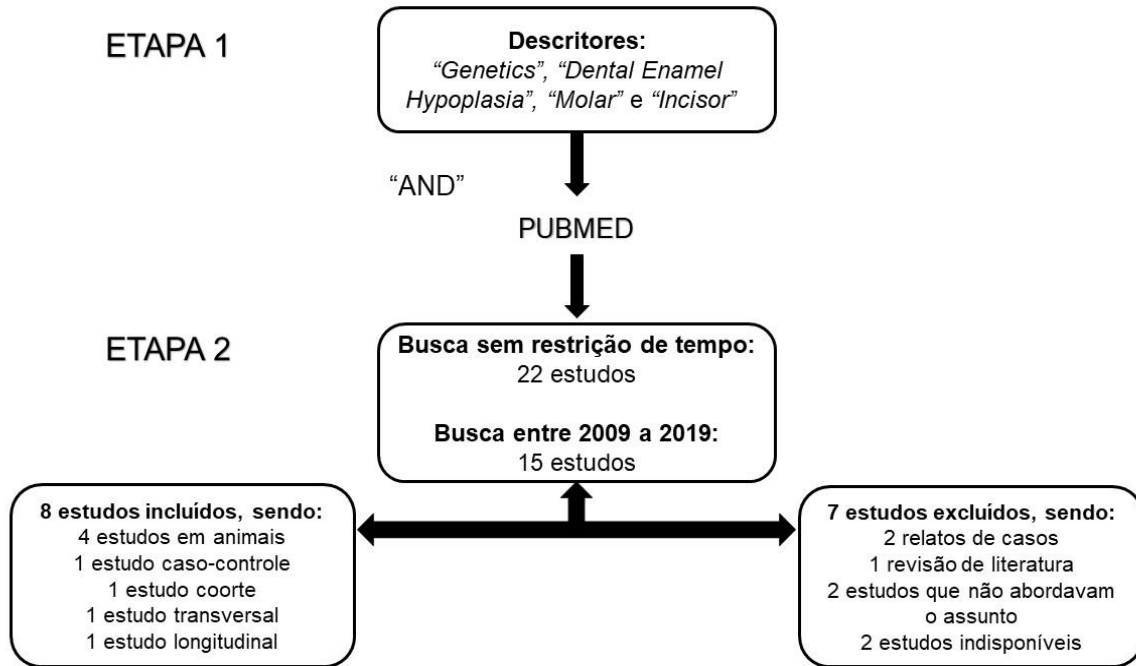 ETAPA 1
Descritores:
“Genetics”, “Dental Enamel
Hypoplasia”, “Molar” e “Incisor”
“AND”
PUBMED
ETAPA 2
Busca sem restrição de tempo:
22 estudos
Busca entre 2009 a 2019:
15 estudos
8 estudos incluídos, sendo:
4 estudos em animais
1 estudo caso-controle
1 estudo coorte
1 estudo transversal
1 estudo longitudinal
7 estudos excluídos, sendo:
2 relatos de casos
1 revisão de literatura
2 estudos que não abordavam
o assunto
2 estudos indisponíveis